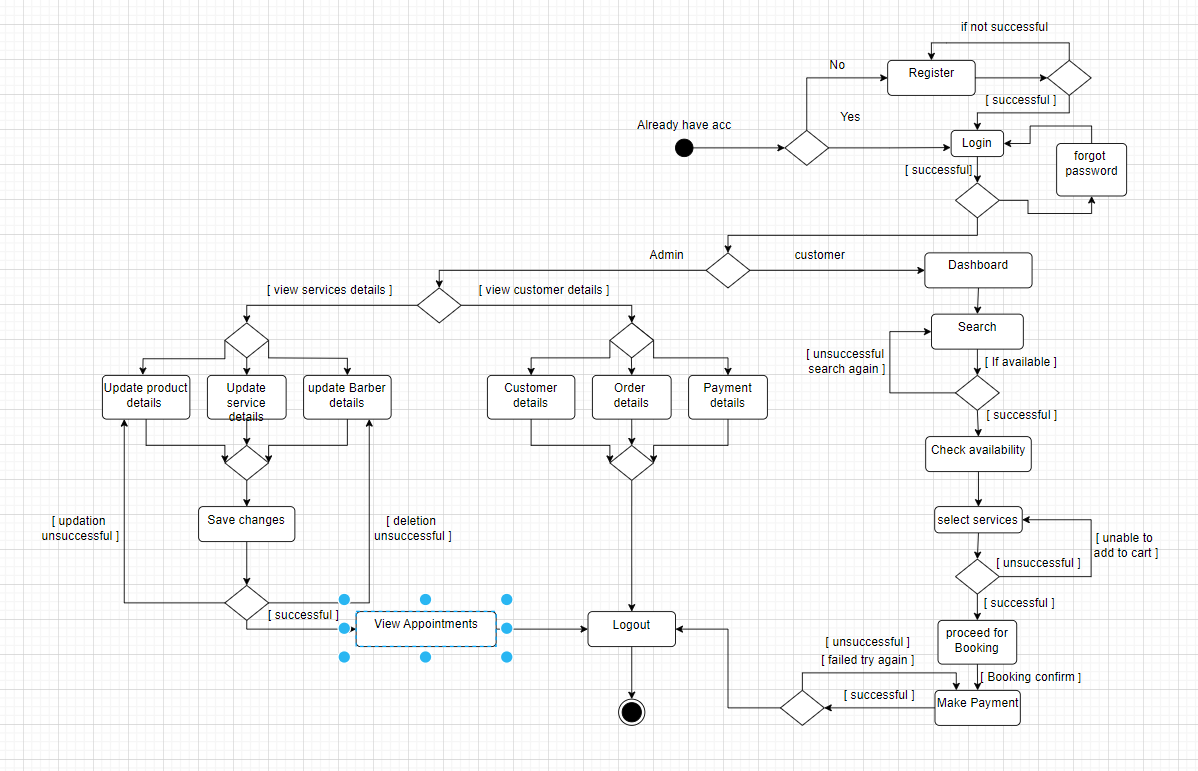 if not successful
No
Register
[ successful ]
Yes
Already have acc
Login
forgot
password
[ successful]
Admin
customer
Dashboard
[ view services details ]
[ view customer details ]
Search
[ unsuccessful
search again ]
[ If available ]
Update product
details
Update
service
details
update Barber
details
Customer
details
Order
details
Payment
details
[ successful ]
Check availability
Save changes
select services
[ updation
unsuccessful ]
[ deletion
unsuccessful ]
[ unable to
add to cart ]
[ unsuccessful ]
[ successful ]
[ successful ]
View Appointments
Logout
proceed for
Booking
[ unsuccessful ]
[ failed try again ]
[ Booking confirm ]
[ successful ]
Make Payment